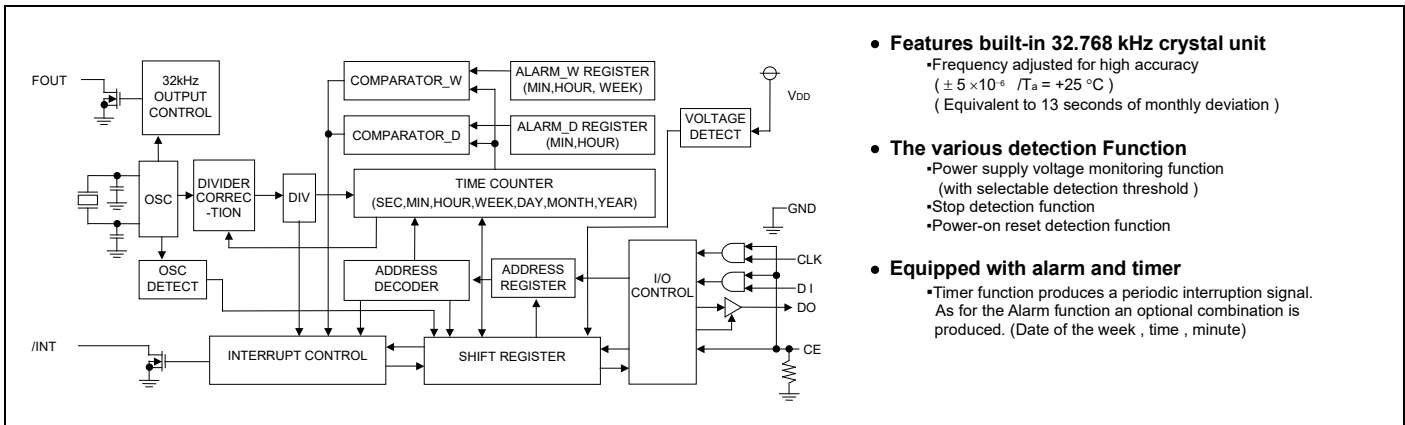 FOUT
32kHz
OUTPUT
CONTROL
COMPARATOR_W
ALARM_W REGISTER
(MIN,HOUR, WEEK)
COMPARATOR_D
ALARM_D REGISTER
(MIN,HOUR)
VOLTAGE
DETECT
VDD
OSC
DIVIDER
CORREC
-TION
DIV
TIME COUNTER
(SEC,MIN,HOUR,WEEK,DAY,MONTH,YEAR)
GND
OSC
DETECT
ADDRESS
DECODER
ADDRESS
REGISTER
I/O
CONTROL
CLK
D I
DO
CE
/INT
INTERRUPT CONTROL
SHIFT REGISTER
● Features built-in 32.768 kHz crystal unit
▪Frequency adjusted for high accuracy
( ± 5 ×10⁻⁶ /Ta = +25 °C )
( Equivalent to 13 seconds of monthly deviation )
● The various detection Function
▪Power supply voltage monitoring function
(with selectable detection threshold )
▪Stop detection function
▪Power-on reset detection function
● Equipped with alarm and timer
▪Timer function produces a periodic interruption signal.
As for the Alarm function an optional combination is
produced. (Date of the week , time , minute)